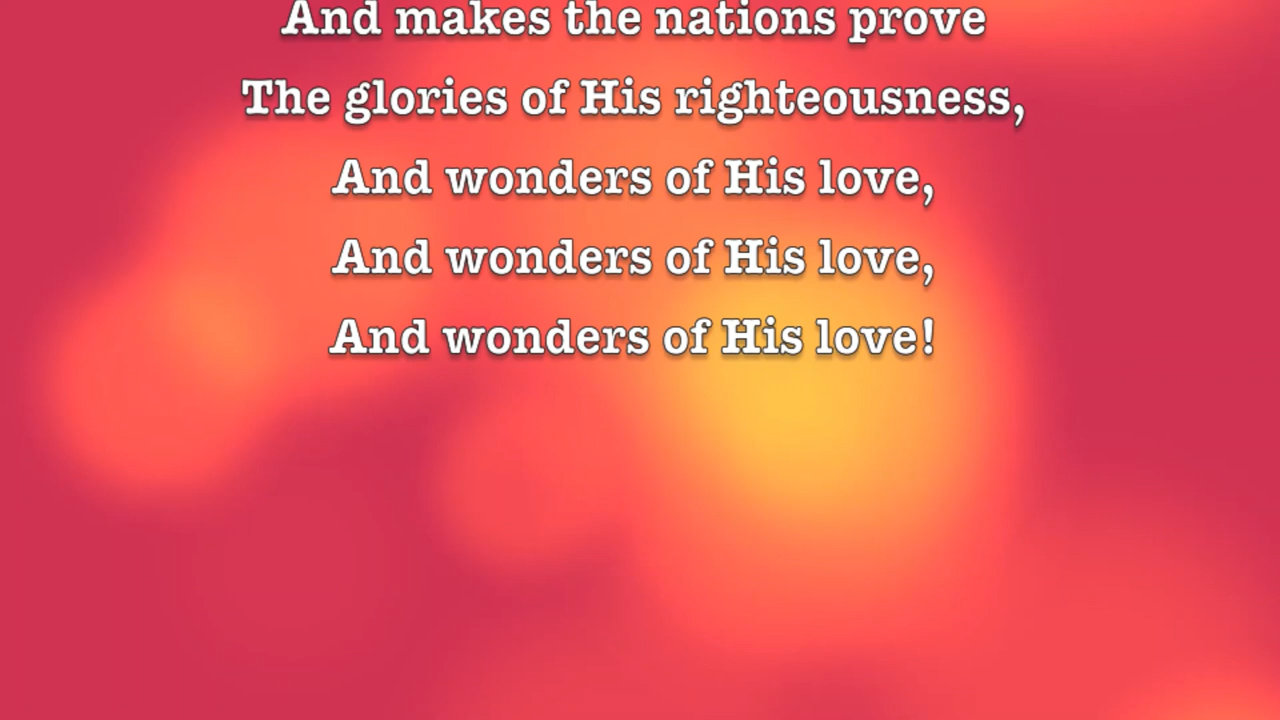 And makes the nations prove
The glories of His righteousness,
And wonders of His love,
And wonders of His love,
And wonders of His love!